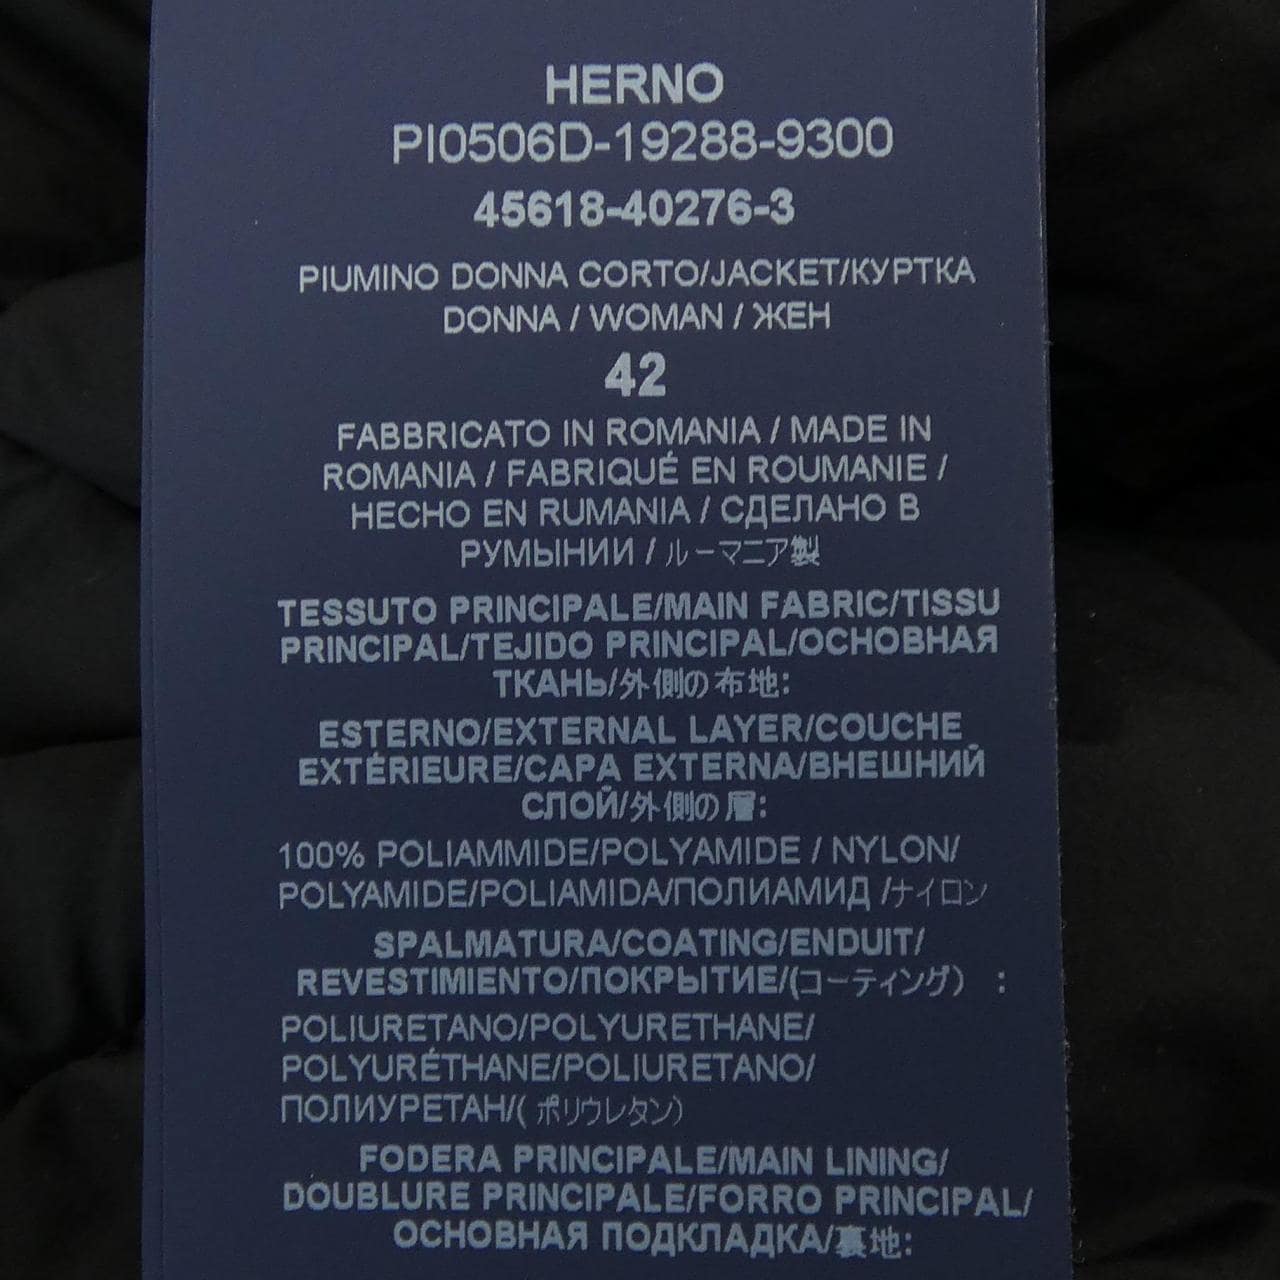 HERNO
PI0506D-19288-9300
45618-40276-3
PIUMINO DONNA CORTO/JACKET/КУРТКА
DONNA / WOMAN / ЖЕН
42
FABBRICATO IN ROMANIA / MADE IN
ROMANIA / FABRIQUÉ EN ROUMANIE /
HECHO EN RUMANIA / СДЕЛАНО В
РУМЫНИИ / ルーマニア製
TESSUTO PRINCIPALE/MAIN FABRIC/TISSU
PRINCIPAL/TEJIDO PRINCIPAL/ОСНОВНАЯ
ТКАНЬ/外側の布地:
ESTERNO/EXTERNAL LAYER/COUCHE
EXTÉRIEURE/CAPA EXTERNA/ВНЕШНИЙ
СЛОЙ/外側の層:
100% POLIAMMIDE/POLYAMIDE / NYLON/
POLYAMIDE/POLIAMIDA/ПОЛИАМИД /ナイロン
SPALMATURA/COATING/ENDUIT/
REVESTIMIENTO/ПОКРЫТИЕ/(コーティング) :
POLIURETANO/POLYURETHANE/
POLYURÉTHANE/POLIURETANO/
ПОЛИУРЕТАН/( ポリウレタン)
FODERA PRINCIPALE/MAIN LINING/
DOUBLURE PRINCIPALE/FORRO PRINCIPAL/
ОСНОВНАЯ ПОДКЛАДКА/裏地: